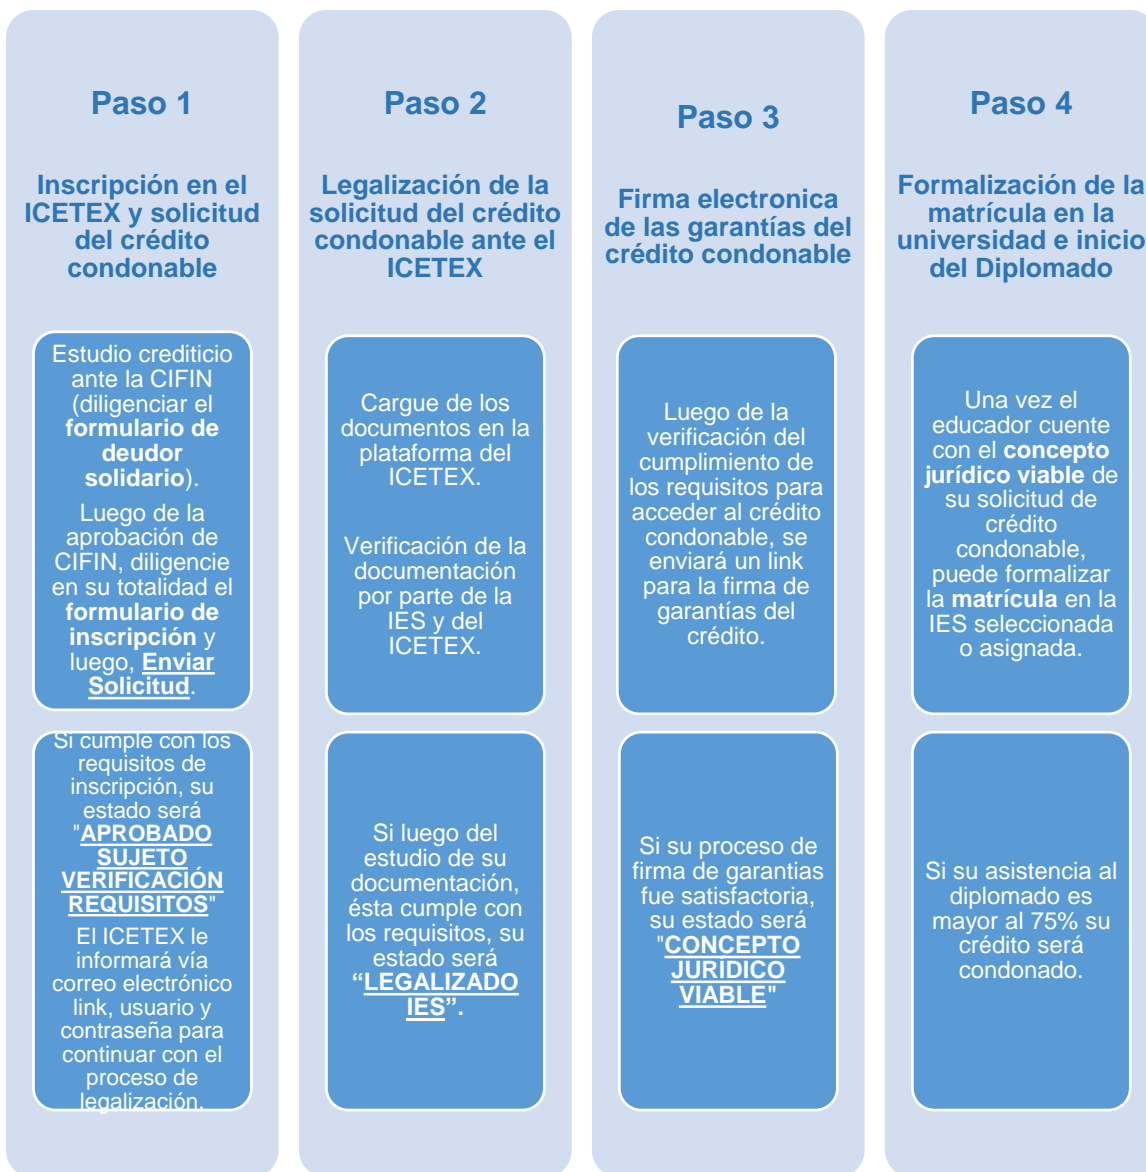 Paso 1
Inscripción en el
ICETEX y solicitud
del crédito
condonable
Estudio crediticio
ante la CIFIN
(diligenciar el
formulario de
deudor
solidario).
Luego de la
aprobación de
CIFIN, diligencie
en su totalidad el
formulario de
inscripción y
luego, Enviar
Solicitud.
Si cumple con los
requisitos de
inscripción, su
estado será
"APROBADO
SUJETO
VERIFICACIÓN
REQUISITOS"
El ICETEX le
informará vía
correo electrónico
link, usuario y
contraseña para
continuar con el
proceso de
legalización.
Paso 2
Legalización de la
solicitud del crédito
condonable ante el
ICETEX
Cargue de los
documentos en la
plataforma del
ICETEX.
Verificación de la
documentación
por parte de la
IES y del
ICETEX.
Si luego del
estudio de su
documentación,
ésta cumple con
los requisitos, su
estado será
“LEGALIZADO
IES”.
Paso 3
Firma electronica
de las garantías del
crédito condonable
Luego de la
verificación del
cumplimiento de
los requisitos para
acceder al crédito
condonable, se
enviará un link
para la firma de
garantías del
crédito.
Si su proceso de
firma de garantias
fue satisfactoria,
su estado será
"CONCEPTO
JURÍDICO
VIABLE"
Paso 4
Formalización de la
matrícula en la
universidad e inicio
del Diplomado
Una vez el
educador cuente
con el concepto
jurídico viable de
su solicitud de
crédito
condonable,
puede formalizar
la matrícula en la
IES seleccionada
o asignada.
Si su asistencia al
diplomado es
mayor al 75% su
crédito será
condonado.